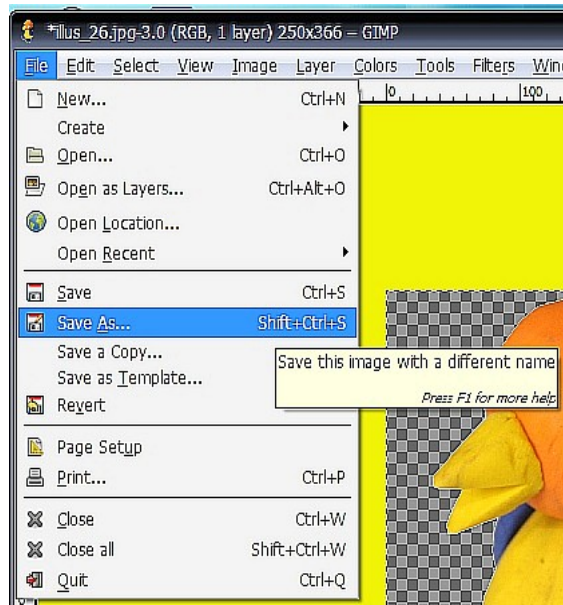 *illus_26.jpg-3.0 (RGB, 1 layer) 250x366 – GIMP
File Edit Select View Image Layer Colors Tools Filters Win
0 100
New... Ctrl+N
Create
Open... Ctrl+O
Open as Layers... Ctrl+Alt+O
Open Location...
Open Recent
Save Ctrl+S
Save As... Shift+Ctrl+S
Save a Copy...
Save this image with a different name
Save as Template...
Press F1 for more help
Revert
Page Setup
Print... Ctrl+P
Close Ctrl+W
Close all Shift+Ctrl+W
Quit Ctrl+Q